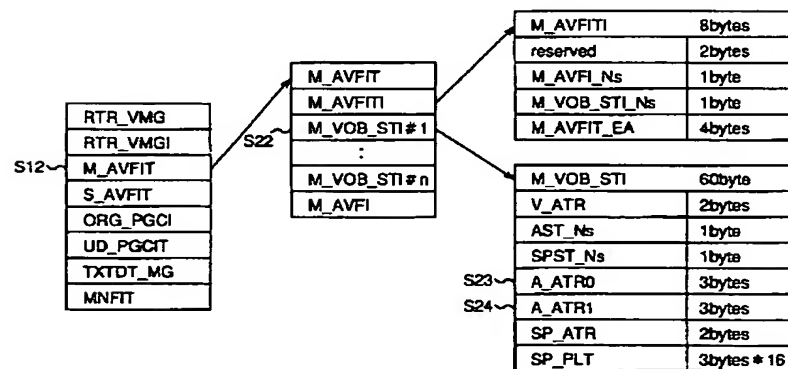 RTR_VMG
RTR_VMGI
S12 M_AVFIT
S_AVFIT
ORG_PGCI
UD_PGCIT
TXTDT_MG
MNFIT
M_AVFIT
M_AVFITI
S22 M_VOB_STI#1
:
M_VOB_STI#n
M_AVFI
M_AVFITI 8bytes
reserved 2bytes
M_AVFI_Ns 1byte
M_VOB_STI_Ns 1byte
M_AVFIT_EA 4bytes
M_VOB_STI 60byte
V_ATR 2bytes
AST_Ns 1byte
SPST_Ns 1byte
S23 A_ATR0 3bytes
S24 A_ATR1 3bytes
SP_ATR 2bytes
SP_PLT 3bytes*16